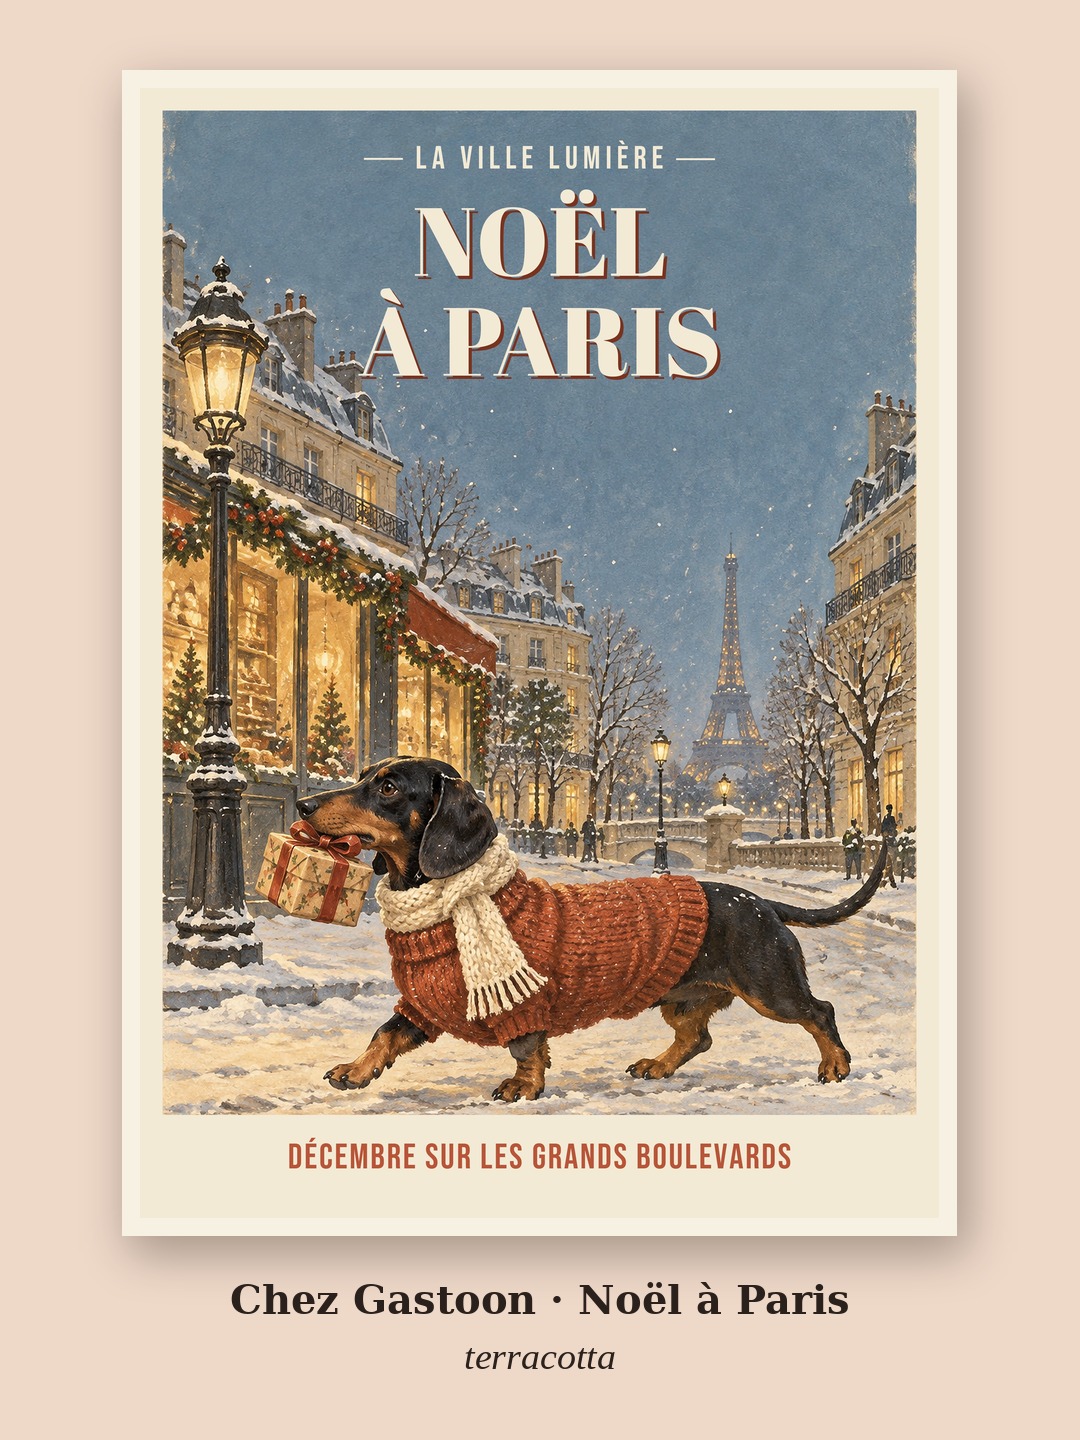 LA VILLE LUMIÈRE
NOËL
À PARIS
DÉCEMBRE SUR LES GRANDS BOULEVARDS
Chez Gastoon · Noël à Paris
terracotta